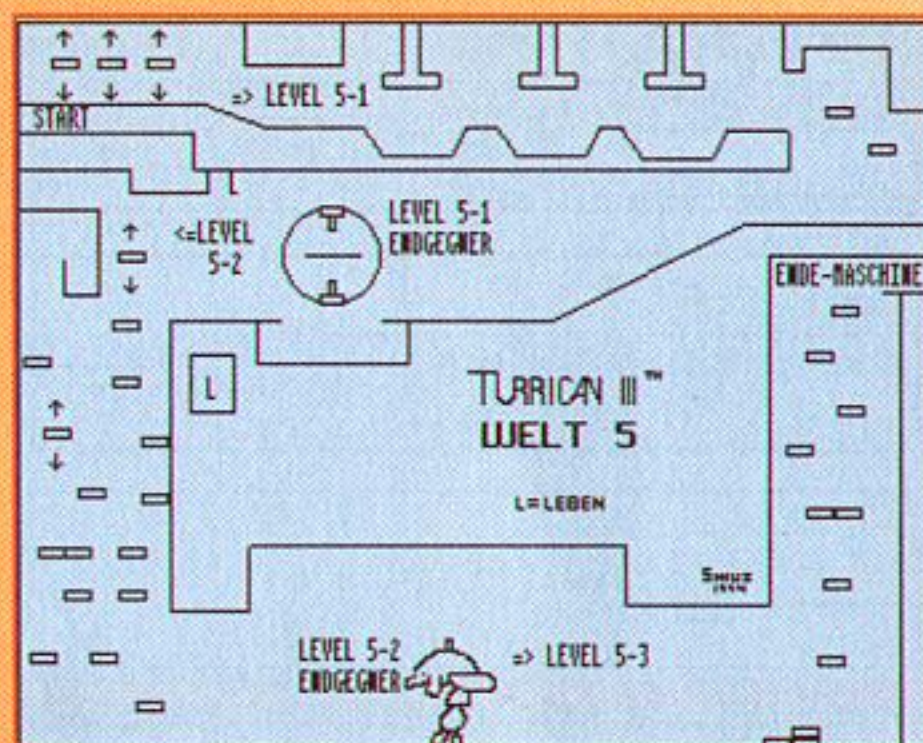 => LEVEL 5-1
START
LEVEL 5-1
ENDGEGNER
<=LEVEL
5-2
ENDE-MASCHINE
L
TURRICAN III™
WELT 5
L=LEBEN
1994
LEVEL 5-2
ENDGEGNER
=> LEVEL 5-3